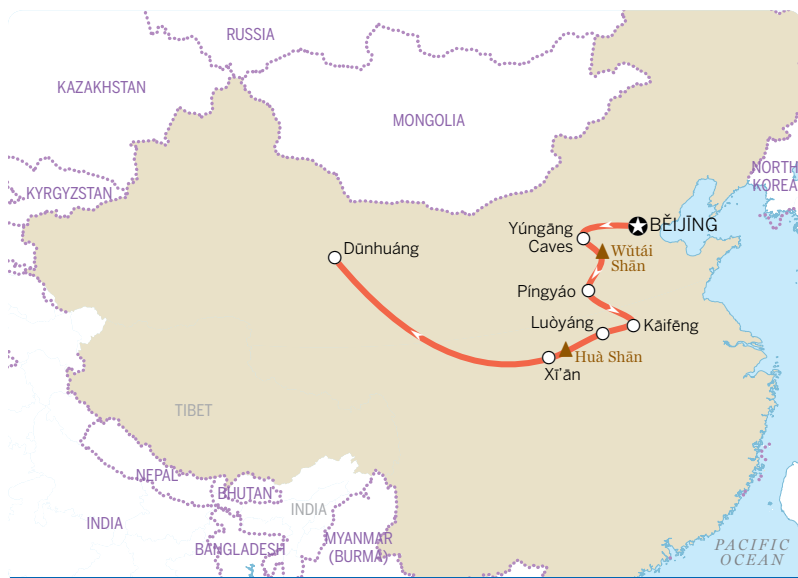 RUSSIA
KAZAKHSTAN
MONGOLIA
NORTH
KOREA
KYRGYZSTAN
BĚIJĪNG
Yúngāng
Caves
Wǔtái
Shān
Dūnhuáng
Píngyáo
Luòyáng
Kāifēng
Huà Shān
Xī’ān
TIBET
NEPAL
BHUTAN
INDIA
INDIA
MYANMAR
(BURMA)
BANGLADESH
PACIFIC
OCEAN